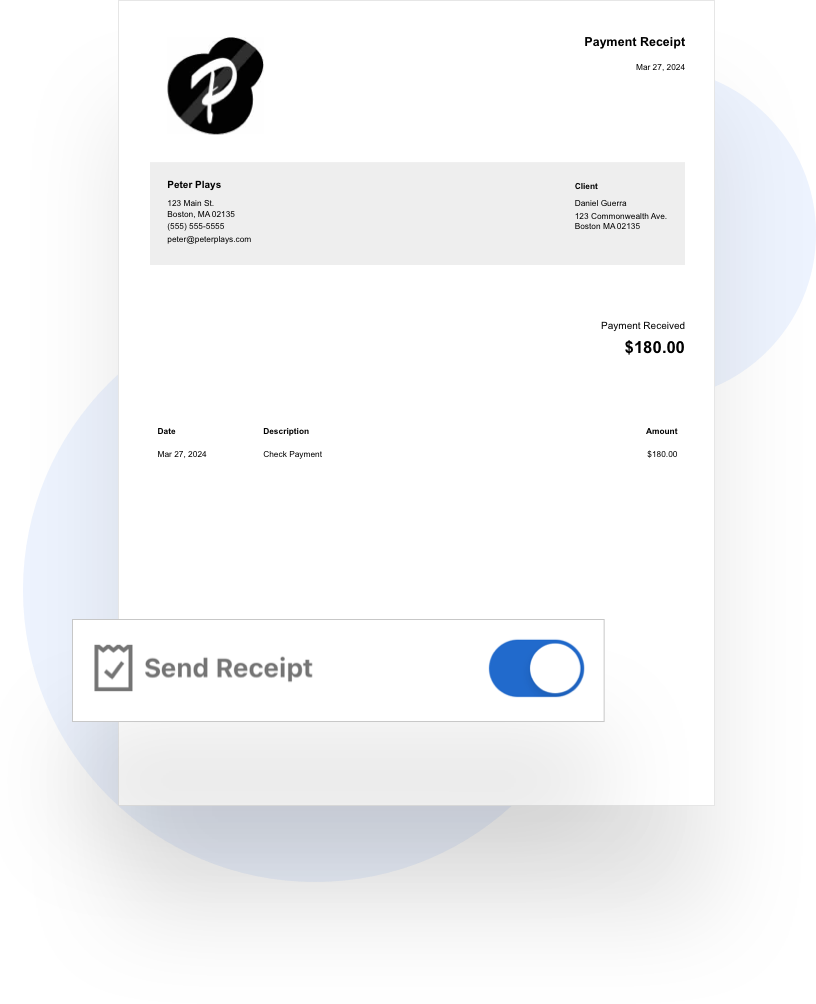 P
Payment Receipt
Mar 27, 2024
Peter Plays
123 Main St.
Boston, MA 02135
(555) 555-5555
peter@peterplays.com
Client
Daniel Guerra
123 Commonwealth Ave.
Boston MA 02135
Payment Received
$180.00
Date Description Amount
Mar 27, 2024 Check Payment $180.00
Send Receipt